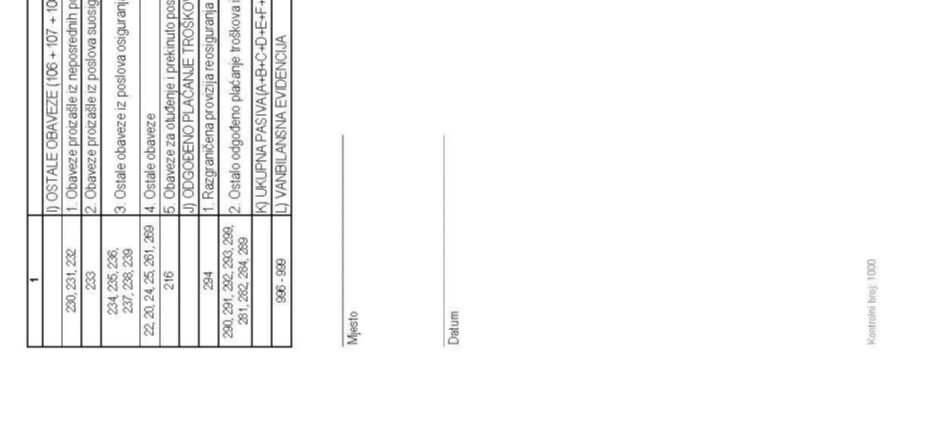 1
I) OSTALE OBAVEZE (106 + 107 + 10
230, 231, 232 1. Obaveze proizašle iz neposrednih po
233 2. Obaveze proizašle iz poslova suosig
234, 235, 236, 237, 238, 239 3. Ostale obaveze iz poslova osiguranj
22, 20, 24, 25, 261, 269 4. Ostale obaveze
216 5. Obaveze za otuđenje i prekinuto pos
J) ODGOĐENO PLAĆANJE TROŠKOV
294 1. Razgraničena provizija reosiguranja
290, 291, 292, 293, 299, 281, 282, 284, 289 2. Ostalo odgođeno plaćanje troškova i
K) UKUPNA PASIVA (A+B+C+D+E+F+
996 - 999 L) VANBILANSNA EVIDENCIJA
Mjesto
Datum
Kontrolni broj: 1000